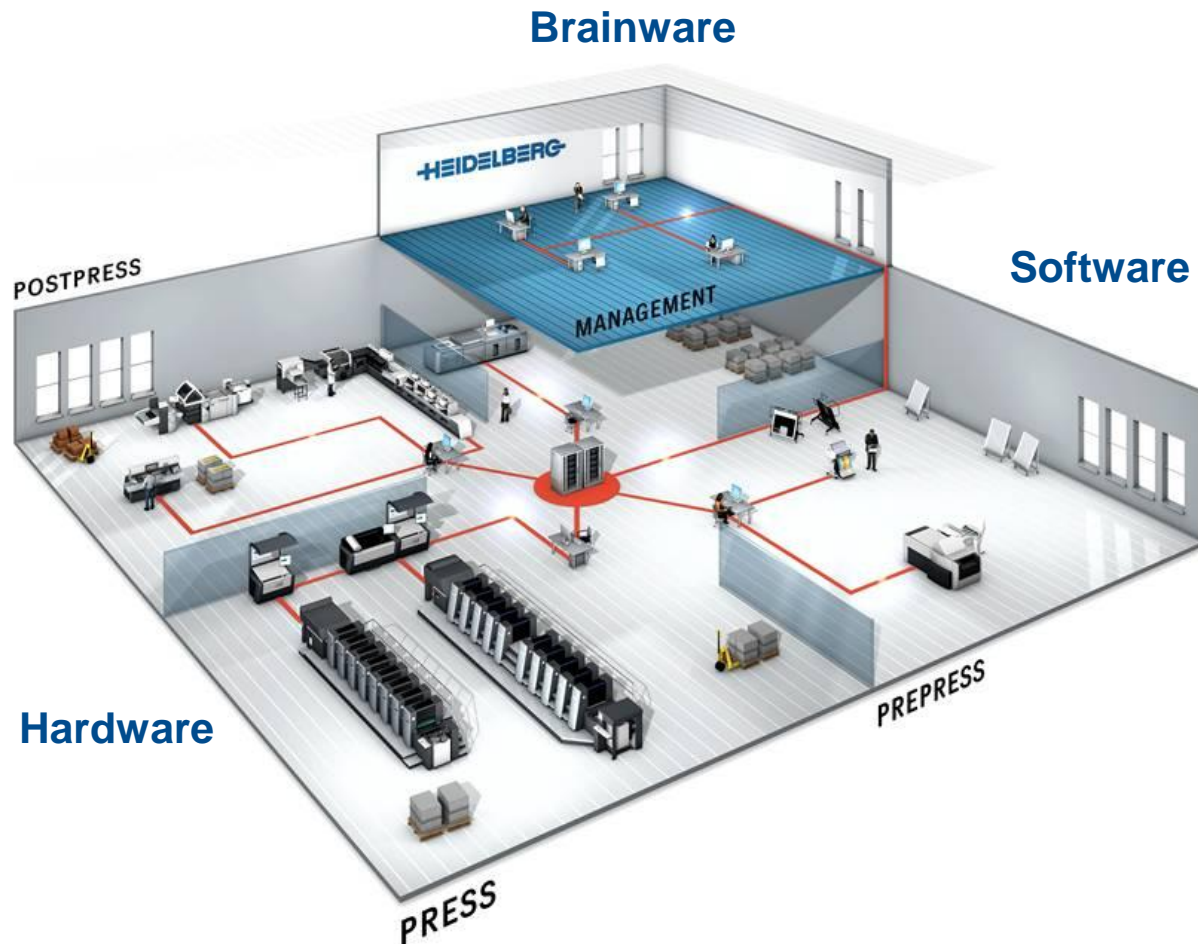 Brainware
HEIDELBERG
POSTPRESS
Software
MANAGEMENT
Hardware
PREPRESS
PRESS